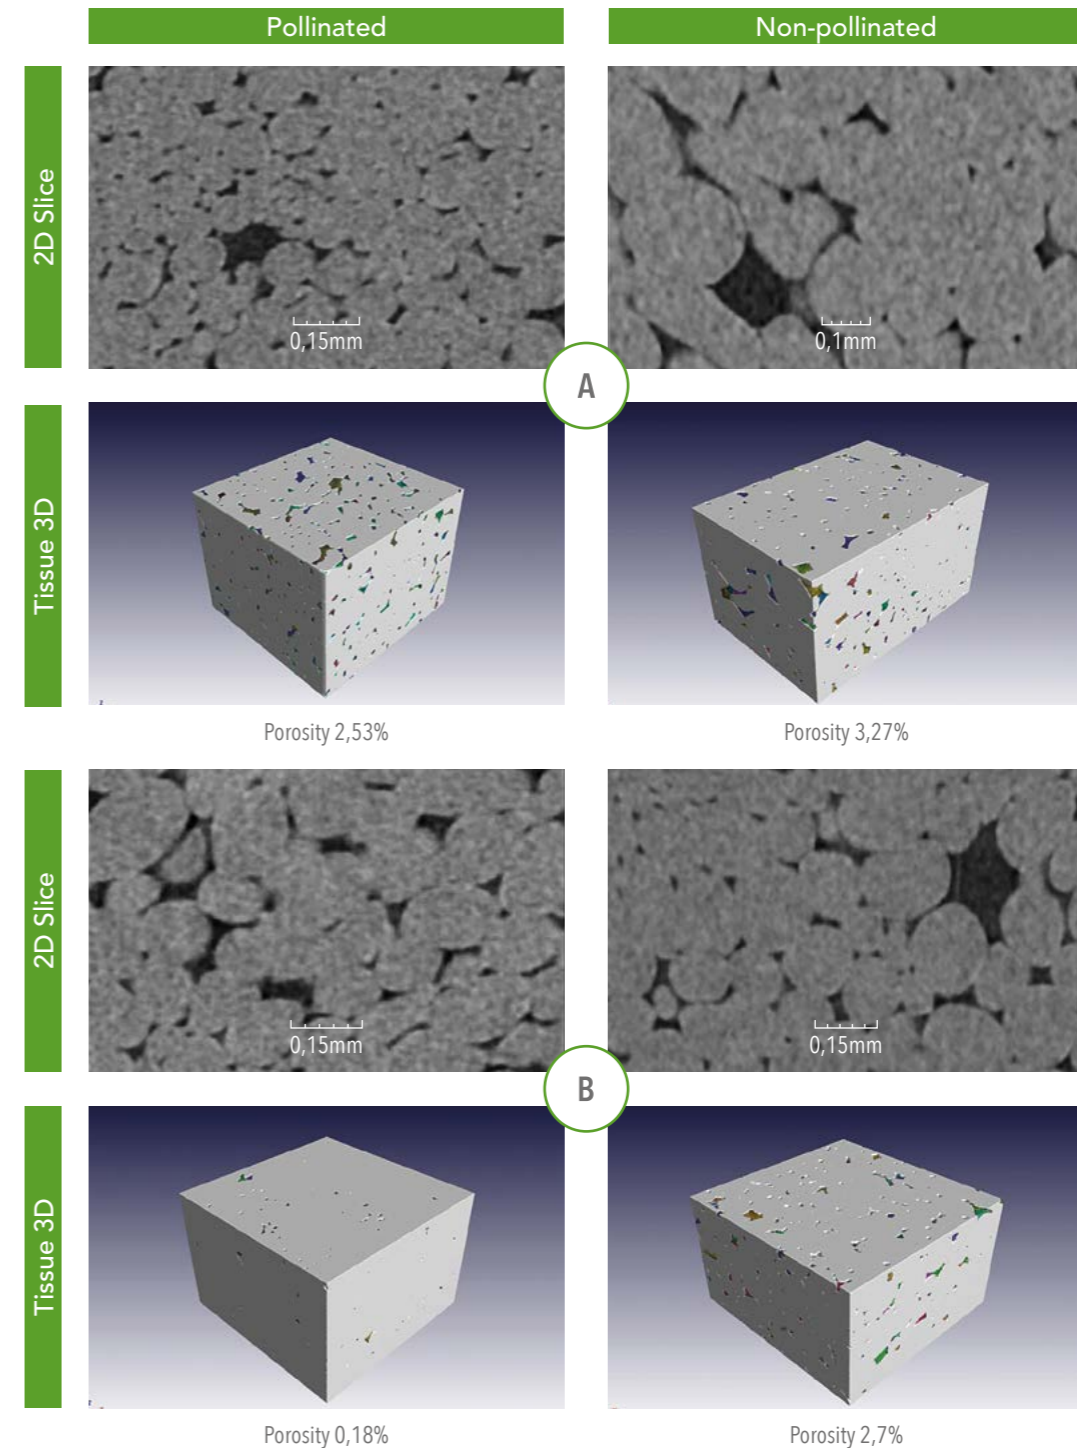 Pollinated
Non-pollinated
2D Slice
0,15mm
0,1mm
A
Tissue 3D
Porosity 2,53%
Porosity 3,27%
2D Slice
0,15mm
0,15mm
B
Tissue 3D
Porosity 0,18%
Porosity 2,7%